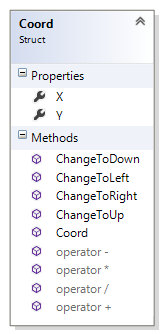 Coord
Struct
Properties
X
Y
Methods
ChangeToDown
ChangeToLeft
ChangeToRight
ChangeToUp
Coord
operator -
operator *
operator /
operator +